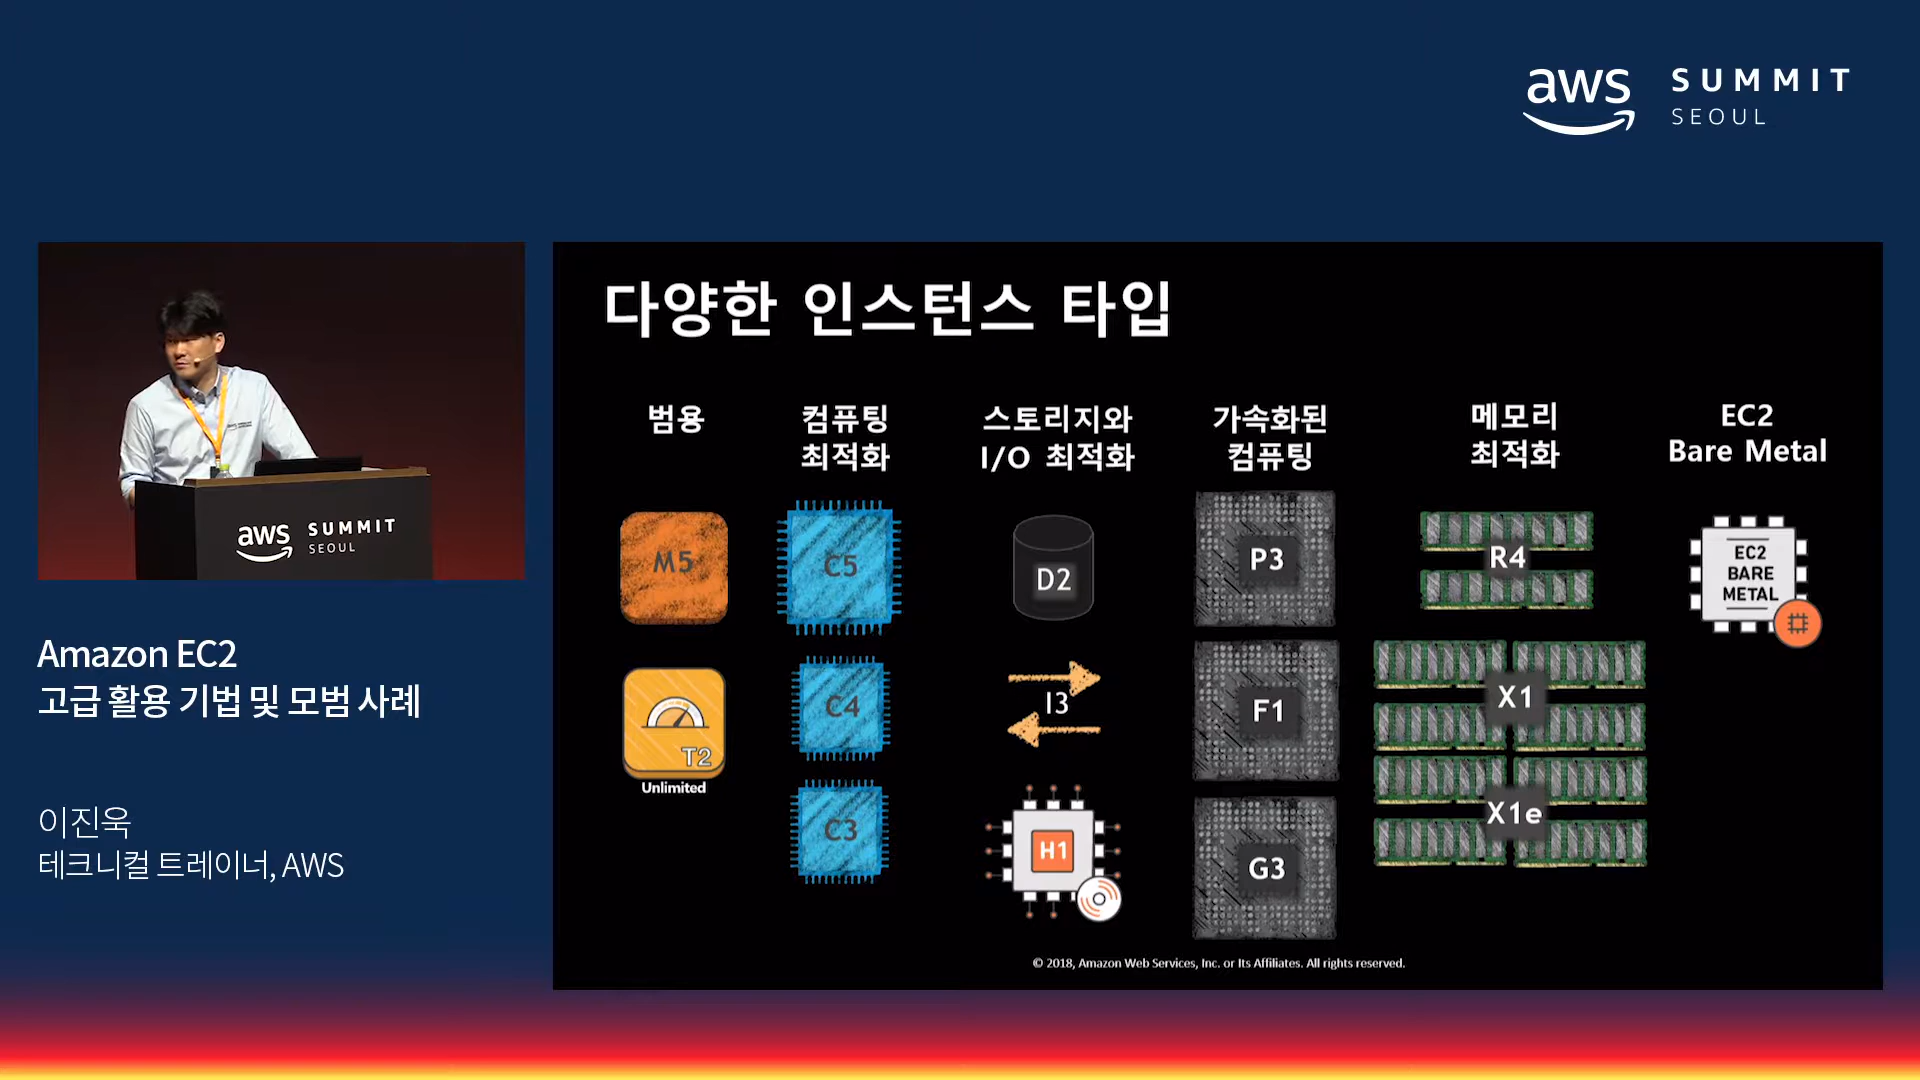 aws SUMMIT
SEOUL
aws SUMMIT
SEOUL
Amazon EC2
고급 활용 기법 및 모범 사례
이진욱
테크니컬 트레이너, AWS
다양한 인스턴스 타입
범용
M5
T2
Unlimited
컴퓨팅
최적화
C5
C4
C3
스토리지와
I/O 최적화
D2
I3
H1
가속화된
컴퓨팅
P3
F1
G3
메모리
최적화
R4
X1
X1e
EC2
Bare Metal
EC2
BARE
METAL
© 2018, Amazon Web Services, Inc. or Its Affiliates. All rights reserved.